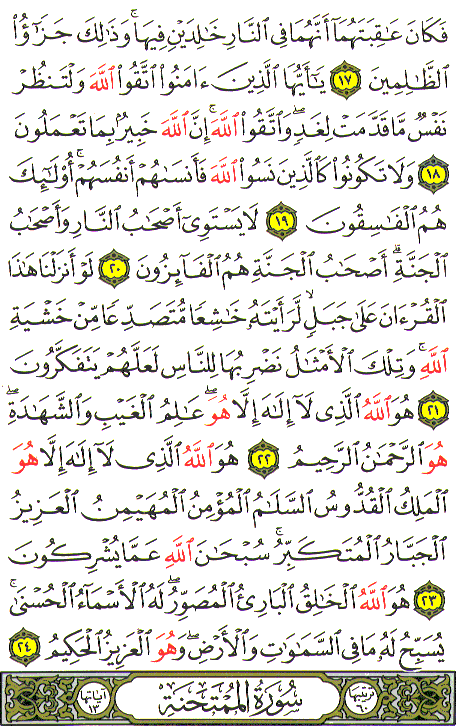 فَكَانَ عَٰقِبَتَهُمَآ أَنَّهُمَا فِى ٱلنَّارِ خَٰلِدَيْنِ فِيهَا ۚ وَذَٰلِكَ جَزَٰٓؤُا۟
ٱلظَّٰلِمِينَ ١٧ يَٰٓأَيُّهَا ٱلَّذِينَ ءَامَنُوا۟ ٱتَّقُوا۟ ٱللَّهَ وَلْتَنظُرْ
نَفْسٌ مَّا قَدَّمَتْ لِغَدٍ ۖ وَٱتَّقُوا۟ ٱللَّهَ ۚ إِنَّ ٱللَّهَ خَبِيرٌۢ بِمَا تَعْمَلُونَ
١٨ وَلَا تَكُونُوا۟ كَٱلَّذِينَ نَسُوا۟ ٱللَّهَ فَأَنسَىٰهُمْ أَنفُسَهُمْ ۚ أُو۟لَٰٓئِكَ
هُمُ ٱلْفَٰسِقُونَ ١٩ لَا يَسْتَوِىٓ أَصْحَٰبُ ٱلنَّارِ وَأَصْحَٰبُ
ٱلْجَنَّةِ ۚ أَصْحَٰبُ ٱلْجَنَّةِ هُمُ ٱلْفَآئِزُونَ ٢٠ لَوْ أَنزَلْنَا هَٰذَا
ٱلْقُرْءَانَ عَلَىٰ جَبَلٍ لَّرَأَيْتَهُۥ خَٰشِعًا مُّتَصَدِّعًا مِّنْ خَشْيَةِ
ٱللَّهِ ۚ وَتِلْكَ ٱلْأَمْثَٰلُ نَضْرِبُهَا لِلنَّاسِ لَعَلَّهُمْ يَتَفَكَّرُونَ
٢١ هُوَ ٱللَّهُ ٱلَّذِى لَآ إِلَٰهَ إِلَّا هُوَ ۖ عَٰلِمُ ٱلْغَيْبِ وَٱلشَّهَٰدَةِ ۖ
هُوَ ٱلرَّحْمَٰنُ ٱلرَّحِيمُ ٢٢ هُوَ ٱللَّهُ ٱلَّذِى لَآ إِلَٰهَ إِلَّا هُوَ
ٱلْمَلِكُ ٱلْقُدُّوسُ ٱلسَّلَٰمُ ٱلْمُؤْمِنُ ٱلْمُهَيْمِنُ ٱلْعَزِيزُ
ٱلْجَبَّارُ ٱلْمُتَكَبِّرُ ۚ سُبْحَٰنَ ٱللَّهِ عَمَّا يُشْرِكُونَ
٢٣ هُوَ ٱللَّهُ ٱلْخَٰلِقُ ٱلْبَارِئُ ٱلْمُصَوِّرُ ۖ لَهُ ٱلْأَسْمَآءُ ٱلْحُسْنَىٰ ۚ
يُسَبِّحُ لَهُۥ مَا فِى ٱلسَّمَٰوَٰتِ وَٱلْأَرْضِ ۖ وَهُوَ ٱلْعَزِيزُ ٱلْحَكِيمُ ٢٤
ترتيبها ٦٠ سُورَةُ الْمُمْتَحَنَةِ آياتها ١٣